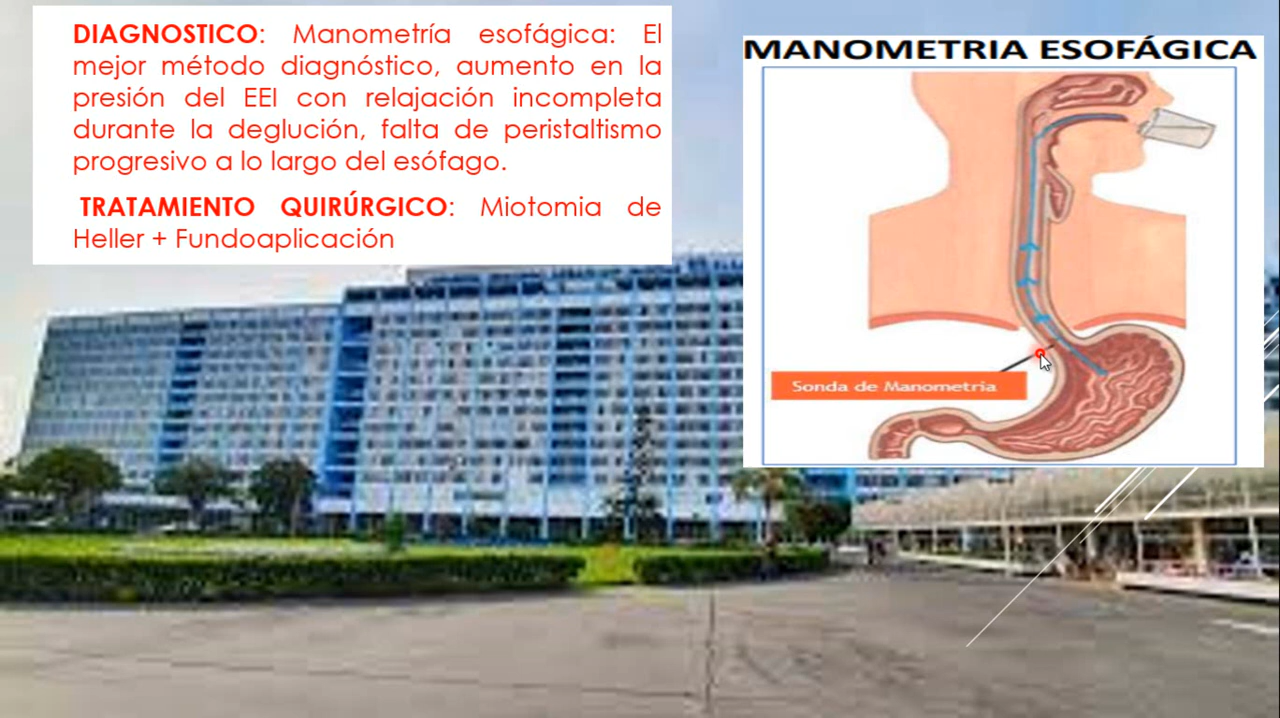 DIAGNOSTICO: Manometría esofágica: El
mejor método diagnóstico, aumento en la
presión del EEI con relajación incompleta
durante la deglución, falta de peristaltismo
progresivo a lo largo del esófago.
TRATAMIENTO QUIRÚRGICO: Miotomia de
Heller + Fundoaplicación
MANOMETRIA ESOFÁGICA
Sonda de Manometria